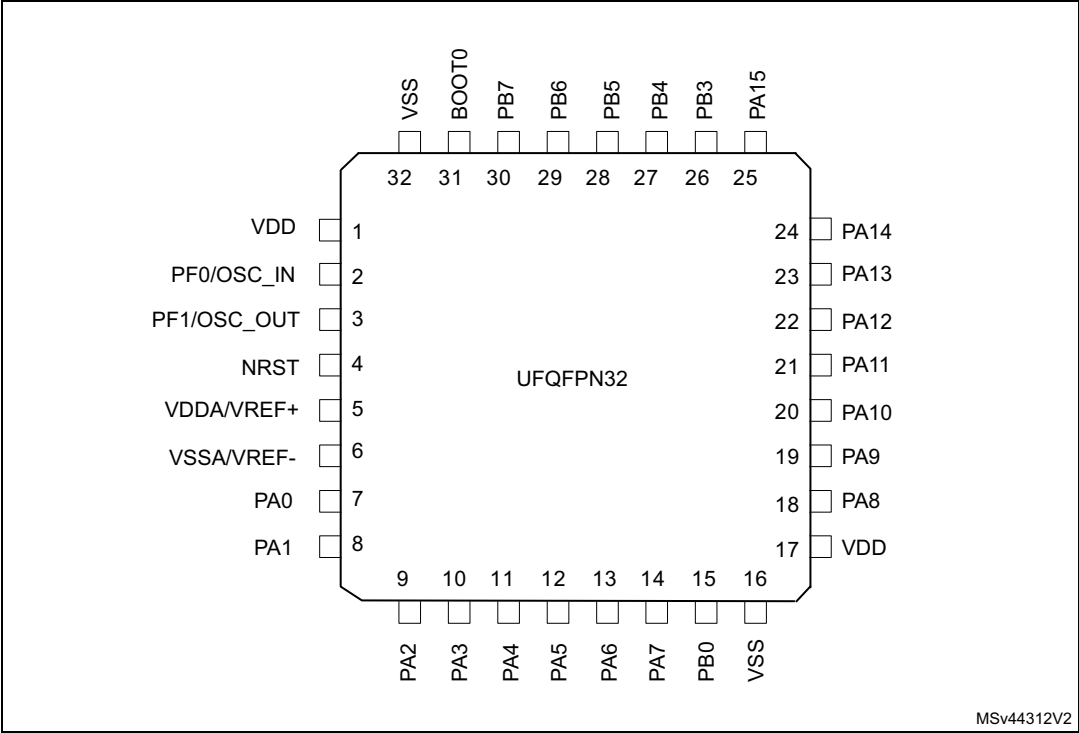 VSS BOOT0 PB7 PB6 PB5 PB4 PB3 PA15
32 31 30 29 28 27 26 25
VDD 1 24 PA14
PF0/OSC_IN 2 23 PA13
PF1/OSC_OUT 3 22 PA12
NRST 4 21 PA11
UFQFPN32
VDDA/VREF+ 5 20 PA10
VSSA/VREF- 6 19 PA9
PA0 7 18 PA8
PA1 8 17 VDD
9 10 11 12 13 14 15 16
PA2 PA3 PA4 PA5 PA6 PA7 PB0 VSS
MSv44312V2